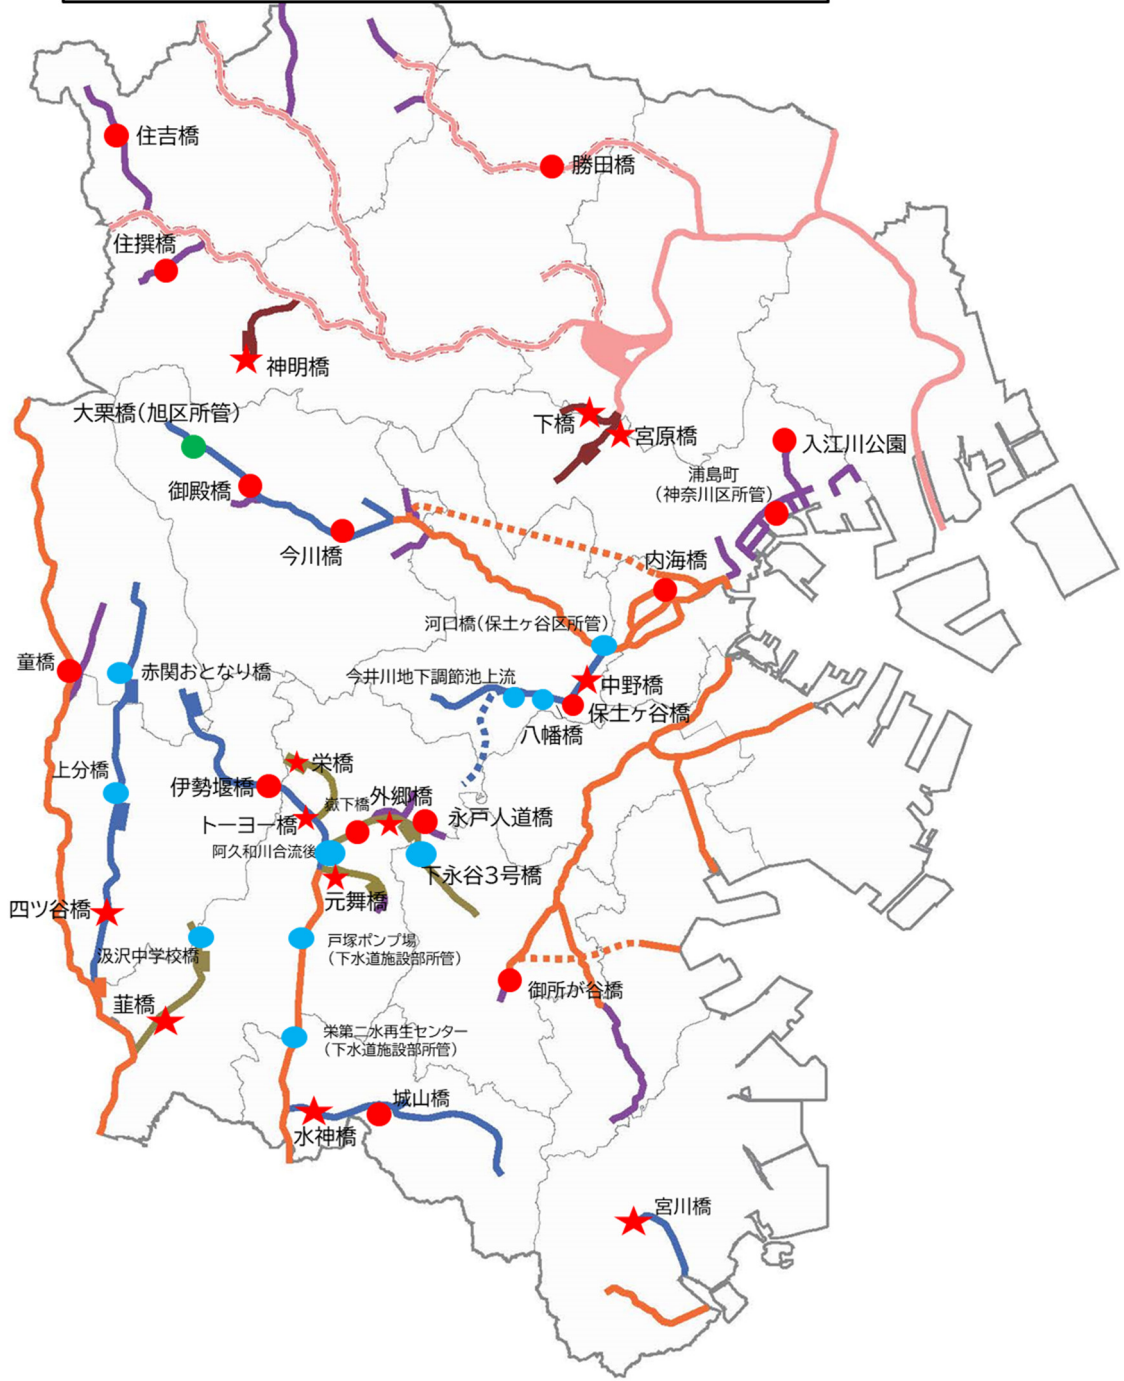 住吉橋
勝田橋
住撰橋
神明橋
大栗橋(旭区所管)
下橋
宮原橋
入江川公園
浦島町
(神奈川区所管)
御殿橋
今川橋
内海橋
河口橋(保土ヶ谷区所管)
童橋
赤関おとなり橋
今井川地下調節池上流
中野橋
保土ヶ谷橋
八幡橋
上分橋
伊勢堰橋
栄橋
嶽下橋
外郷橋
永戸人道橋
トーヨー橋
阿久和川合流後
下永谷3号橋
元舞橋
四ツ谷橋
汲沢中学校橋
戸塚ポンプ場
(下水道施設部所管)
御所が谷橋
韮橋
栄第二水再生センター
(下水道施設部所管)
城山橋
水神橋
宮川橋